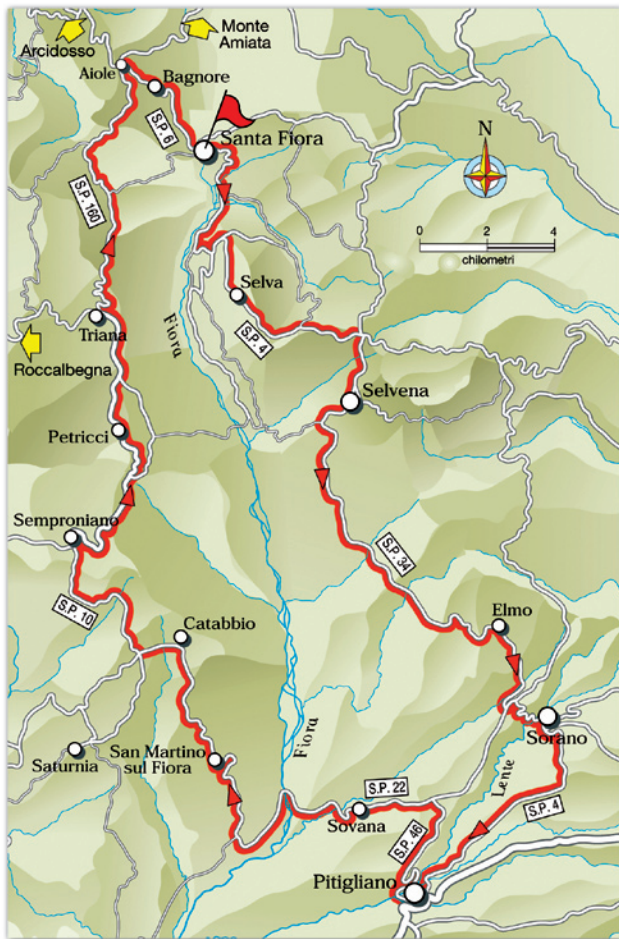 Monte
Amiata
Arcidosso
Aiole
Bagnore
S.P. 6
Santa Fiora
N
S.P. 160
0 2 4
chilometri
Selva
Fiora
Triana
S.P. 4
Roccalbegna
Selvena
Petricci
Semproniano
S.P. 34
S.P. 10
Elmo
Catabbio
Sorano
Fiora
Saturnia
San Martino
sul Fiora
Lente
S.P. 22
Sovana
S.P. 4
S.P. 46
Pitigliano